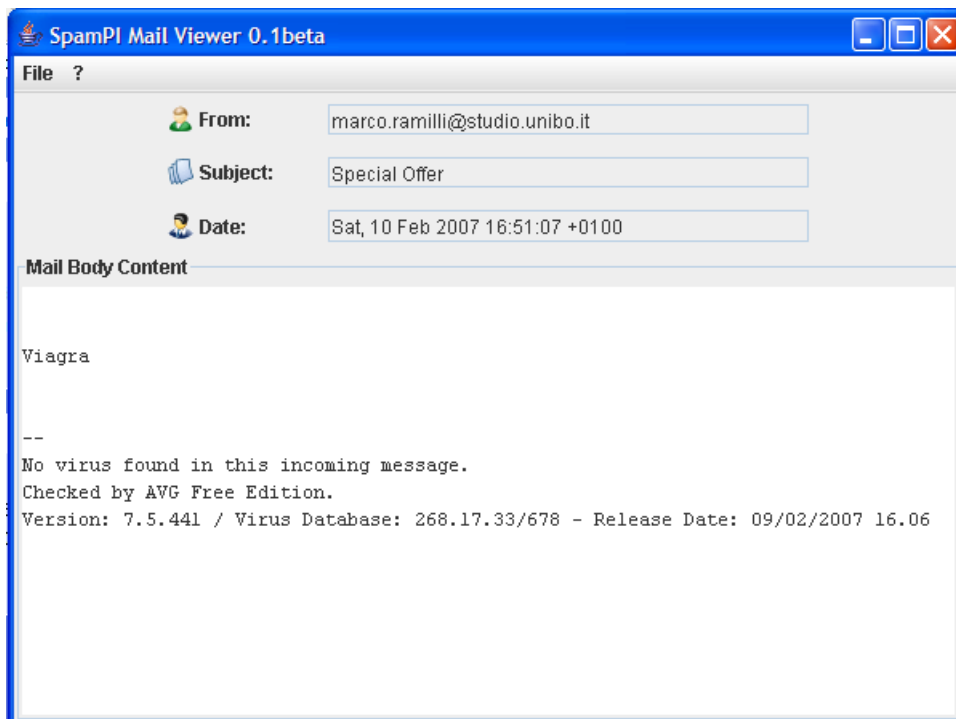 SpamPI Mail Viewer 0.1beta
File ?
From: marco.ramilli@studio.unibo.it
Subject: Special Offer
Date: Sat, 10 Feb 2007 16:51:07 +0100
Mail Body Content
Viagra
--
No virus found in this incoming message.
Checked by AVG Free Edition.
Version: 7.5.441 / Virus Database: 268.17.33/678 - Release Date: 09/02/2007 16.06